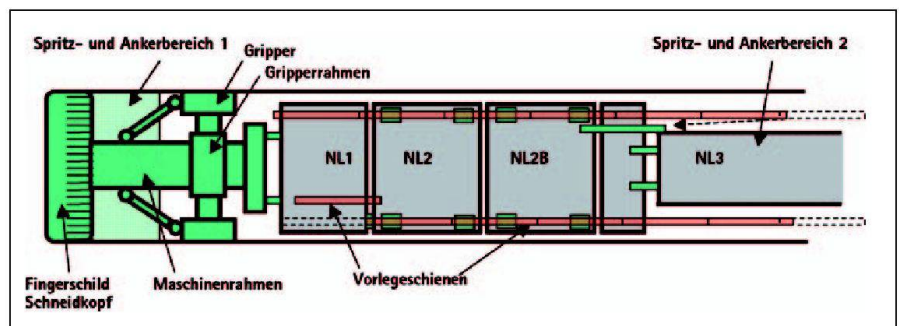 Spritz- und Ankerbereich 1
Gripper
Gripperrahmen
Spritz- und Ankerbereich 2
NL1
NL2
NL2B
NL3
Fingerschild
Schneidkopf
Maschinenrahmen
Vorlegeschienen